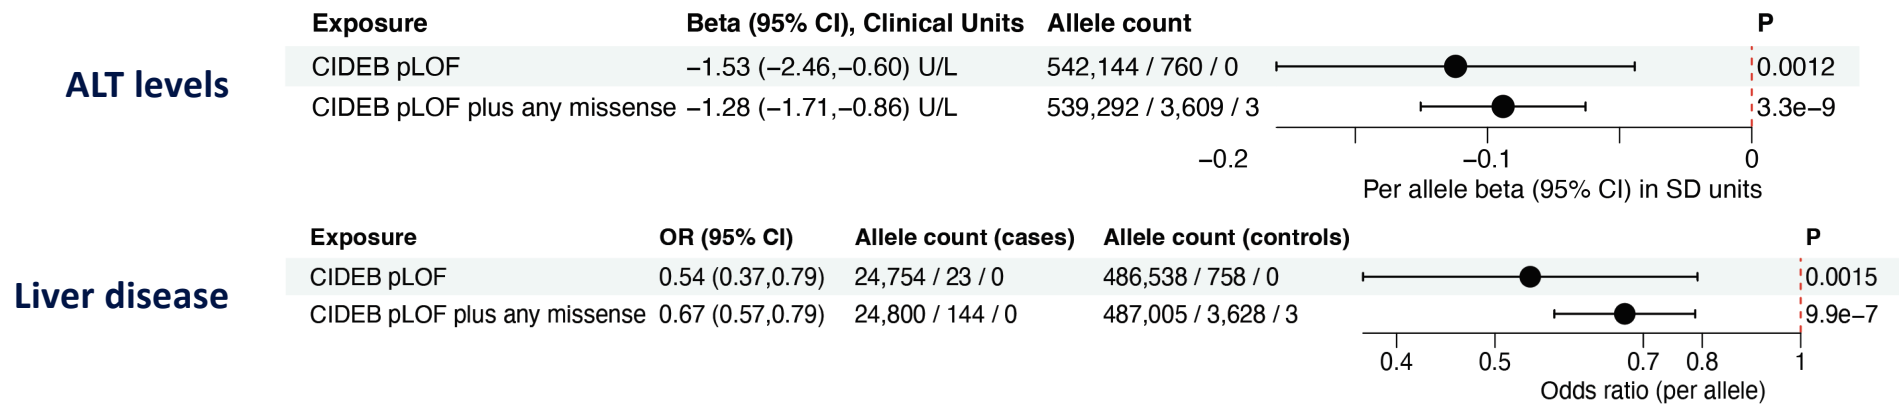 ALT levels
Exposure Beta (95% CI), Clinical Units Allele count P
CIDEB pLOF −1.53 (−2.46,−0.60) U/L 542,144 / 760 / 0 0.0012
CIDEB pLOF plus any missense −1.28 (−1.71,−0.86) U/L 539,292 / 3,609 / 3 3.3e−9
−0.2 −0.1 0
Per allele beta (95% CI) in SD units
Liver disease
Exposure OR (95% CI) Allele count (cases) Allele count (controls) P
CIDEB pLOF 0.54 (0.37,0.79) 24,754 / 23 / 0 486,538 / 758 / 0 0.0015
CIDEB pLOF plus any missense 0.67 (0.57,0.79) 24,800 / 144 / 0 487,005 / 3,628 / 3 9.9e−7
0.4 0.5 0.7 0.8 1
Odds ratio (per allele)